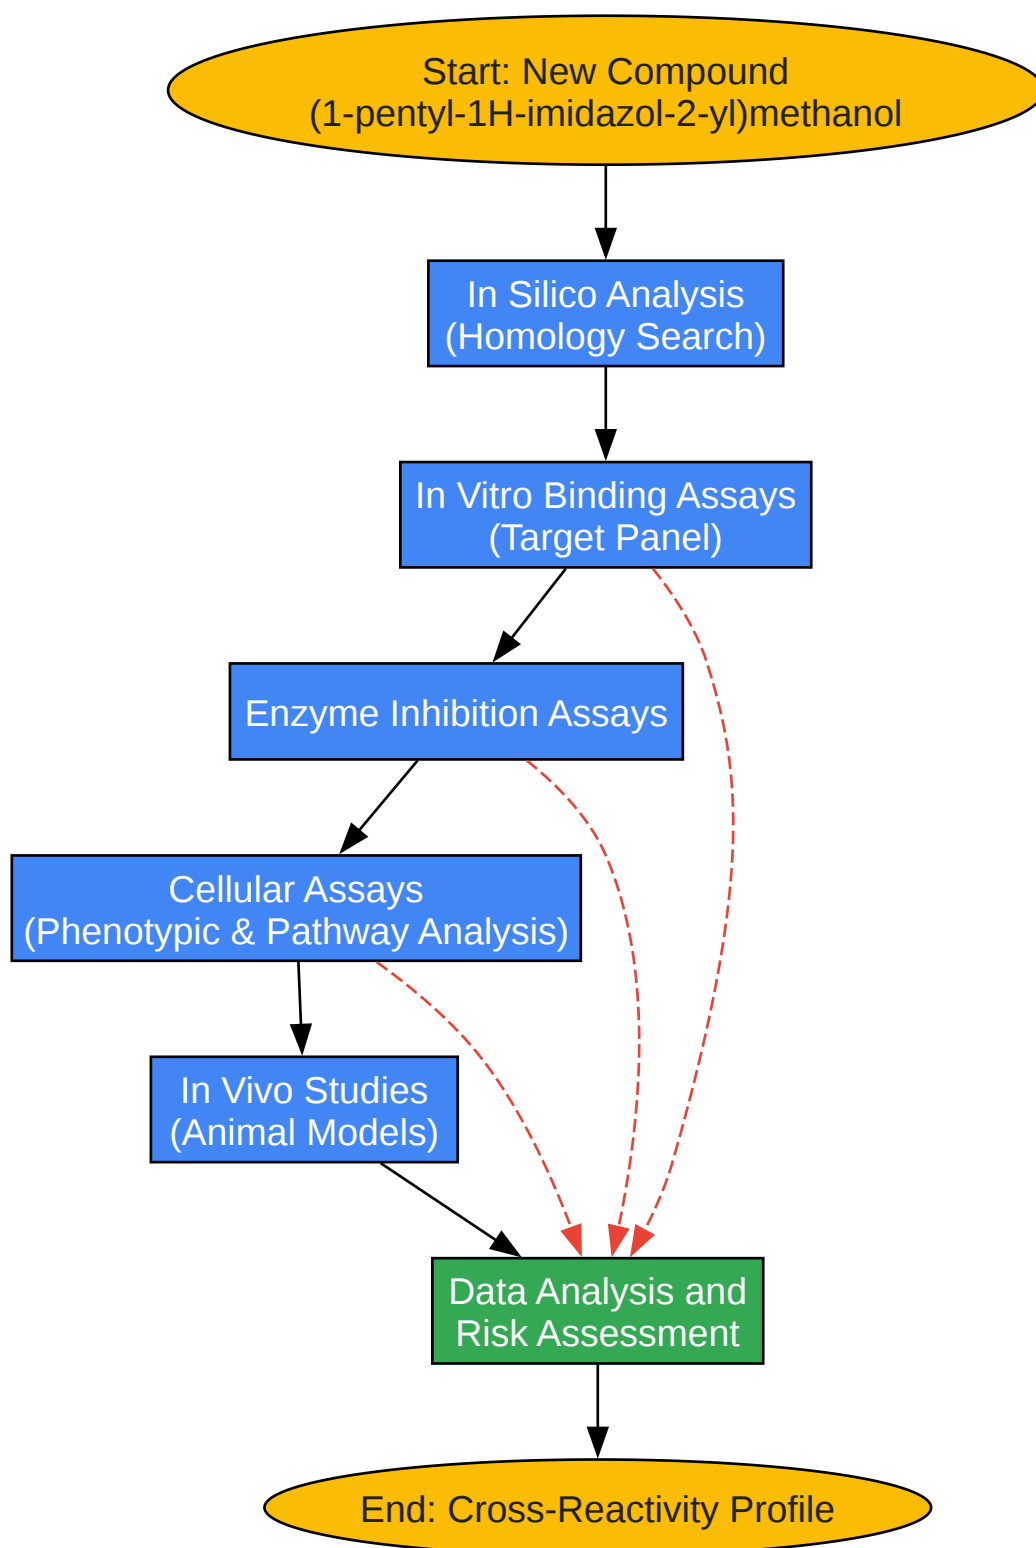 Start: New Compound
(1-pentyl-1H-imidazol-2-yl)methanol
In Silico Analysis
(Homology Search)
In Vitro Binding Assays
(Target Panel)
Enzyme Inhibition Assays
Cellular Assays
(Phenotypic & Pathway Analysis)
In Vivo Studies
(Animal Models)
Data Analysis and
Risk Assessment
End: Cross-Reactivity Profile